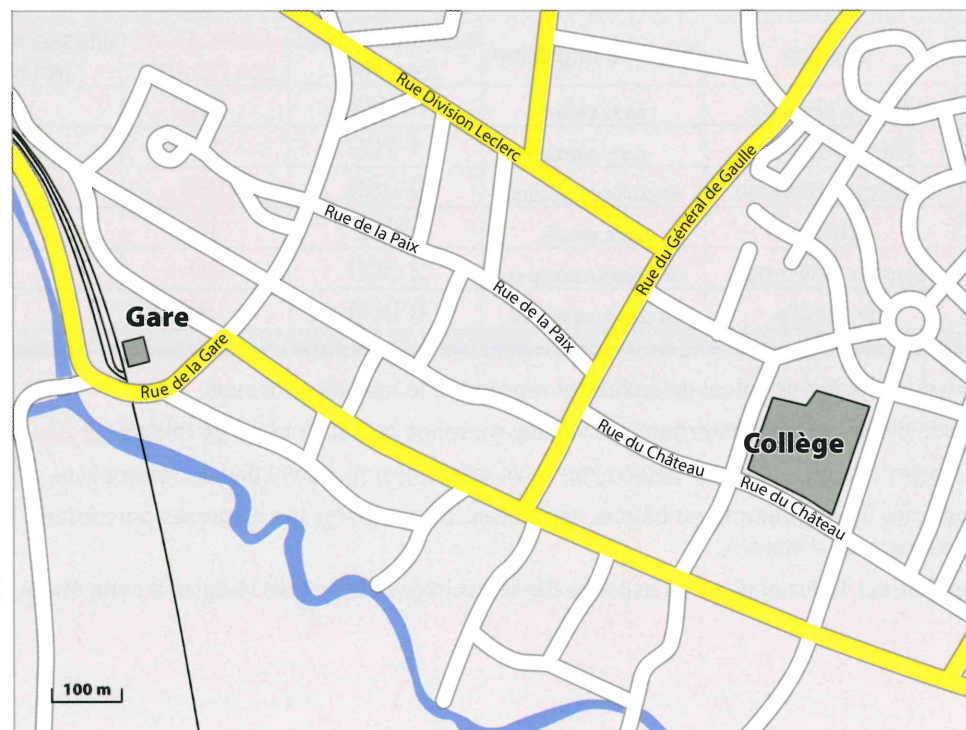 Rue Division Leclerc
Rue du Général de Gaulle
Rue de la Paix
Rue de la Paix
Gare
Rue de la Gare
Rue du Château
Collège
Rue du Château
100 m